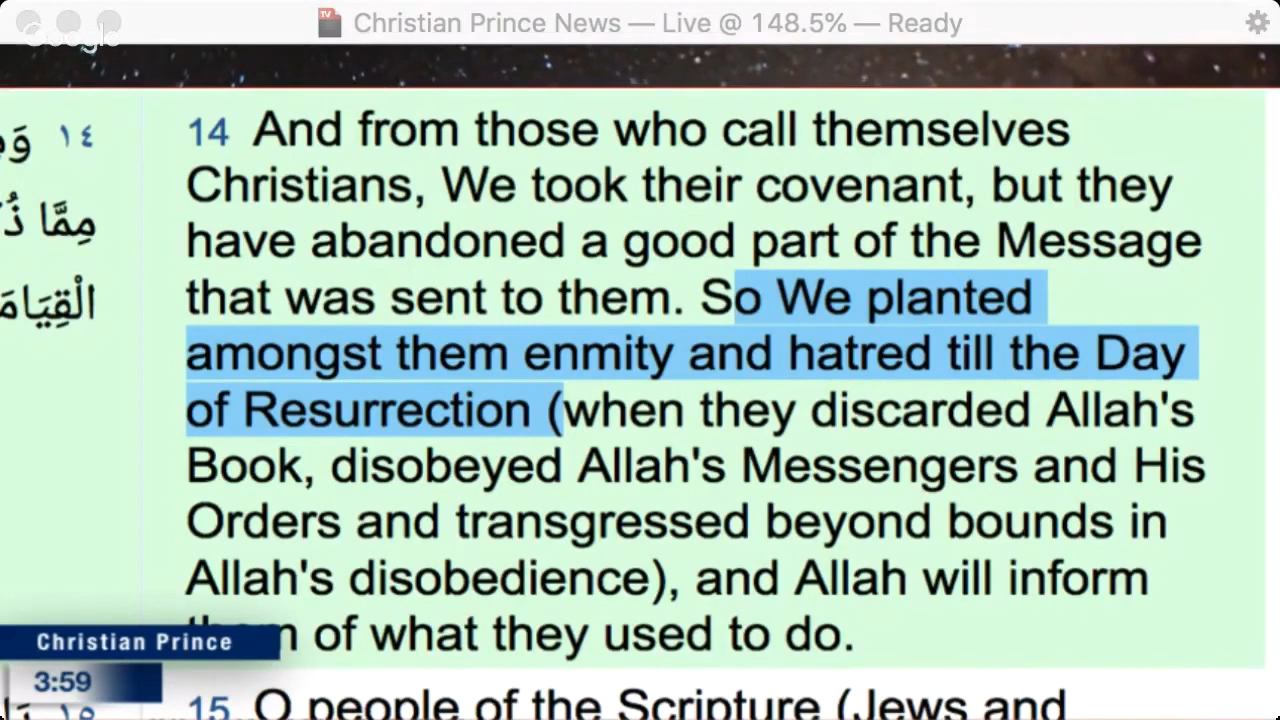 Christian Prince News — Live @ 148.5% — Ready
Google
١٤
مِمَّا
14 And from those who call themselves
Christians, We took their covenant, but they
have abandoned a good part of the Message
that was sent to them. So We planted
amongst them enmity and hatred till the Day
of Resurrection (when they discarded Allah's
Book, disobeyed Allah's Messengers and His
Orders and transgressed beyond bounds in
Allah's disobedience), and Allah will inform
of what they used to do.
Christian Prince
3:59
١٥
15 O people of the Scripture (Jews and